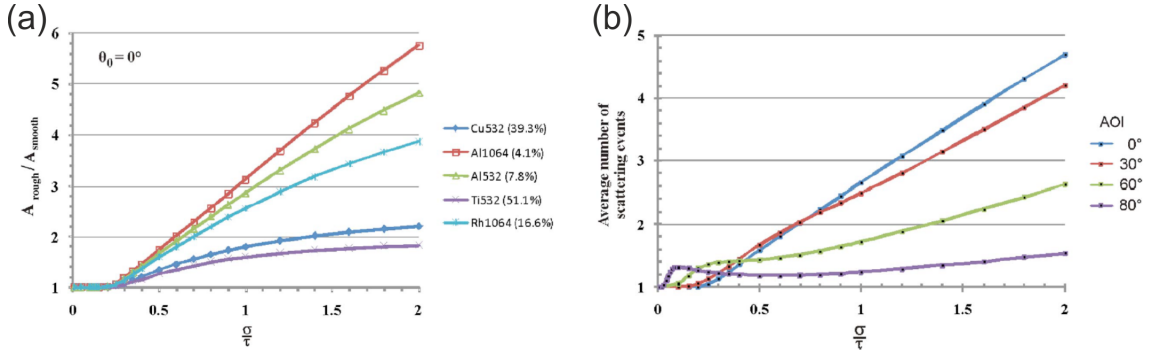 (a)
6
5
4
3
2
1
0
0.5
1
1.5
2
A rough / A smooth
θ0 = 0°
σ
τ
Cu532 (39.3%)
Al1064 (4.1%)
Al532 (7.8%)
Ti532 (51.1%)
Rh1064 (16.6%)
(b)
5
4
3
2
1
0
0.5
1
1.5
2
Average number of
scattering events
σ
τ
AOI
0°
30°
60°
80°